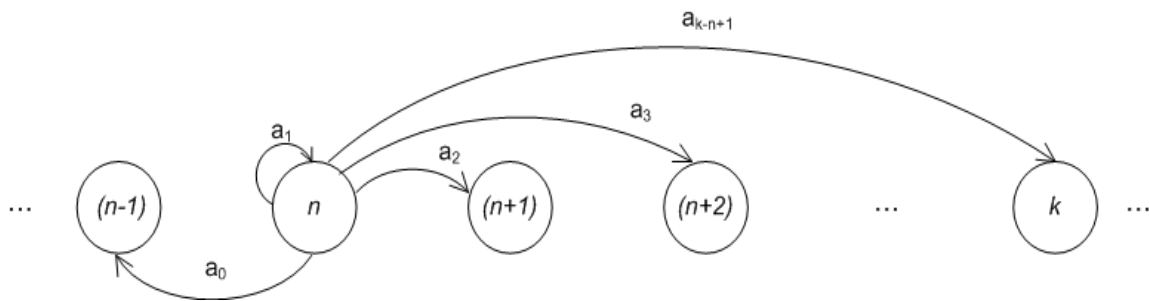 a_{k-n+1}
a_3
a_1
a_2
... (n-1) n (n+1) (n+2) ... k ...
a_0